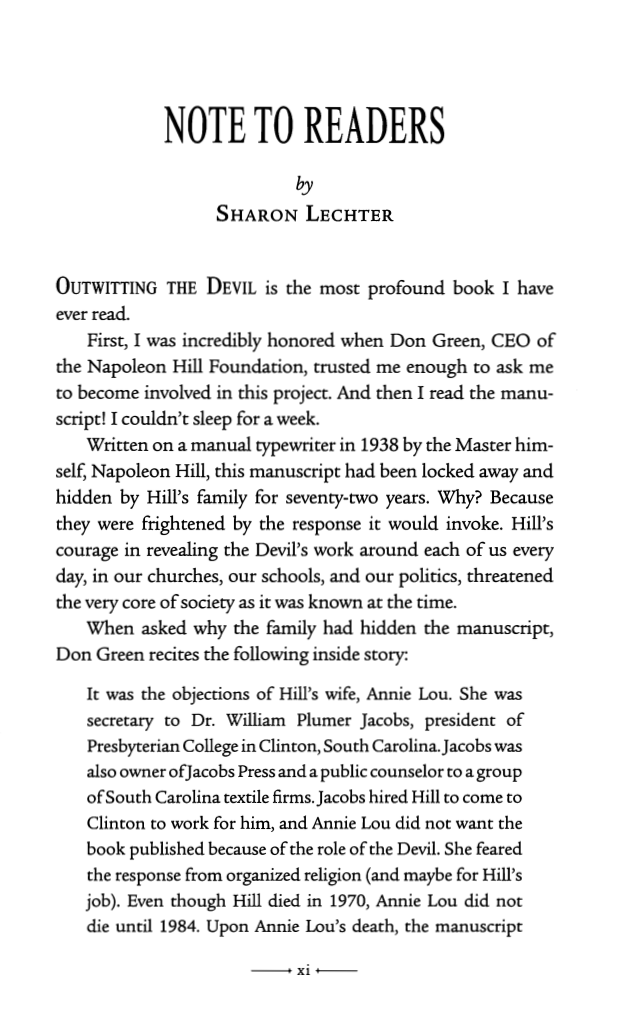 NOTE TO READERS
by
SHARON LECHTER
OUTWITTING THE DEVIL is the most profound book I have
ever read.
First, I was incredibly honored when Don Green, CEO of
the Napoleon Hill Foundation, trusted me enough to ask me
to become involved in this project. And then I read the manu-
script! I couldn't sleep for a week.
Written on a manual typewriter in 1938 by the Master him-
self, Napoleon Hill, this manuscript had been locked away and
hidden by Hill's family for seventy-two years. Why? Because
they were frightened by the response it would invoke. Hill's
courage in revealing the Devil's work around each of us every
day, in our churches, our schools, and our politics, threatened
the very core of society as it was known at the time.
When asked why the family had hidden the manuscript,
Don Green recites the following inside story:
It was the objections of Hill's wife, Annie Lou. She was
secretary to Dr. William Plumer Jacobs, president of
Presbyterian College in Clinton, South Carolina. Jacobs was
also owner of Jacobs Press and a public counselor to a group
of South Carolina textile firms. Jacobs hired Hill to come to
Clinton to work for him, and Annie Lou did not want the
book published because of the role of the Devil. She feared
the response from organized religion (and maybe for Hill's
job). Even though Hill died in 1970, Annie Lou did not
die until 1984. Upon Annie Lou's death, the manuscript
xi